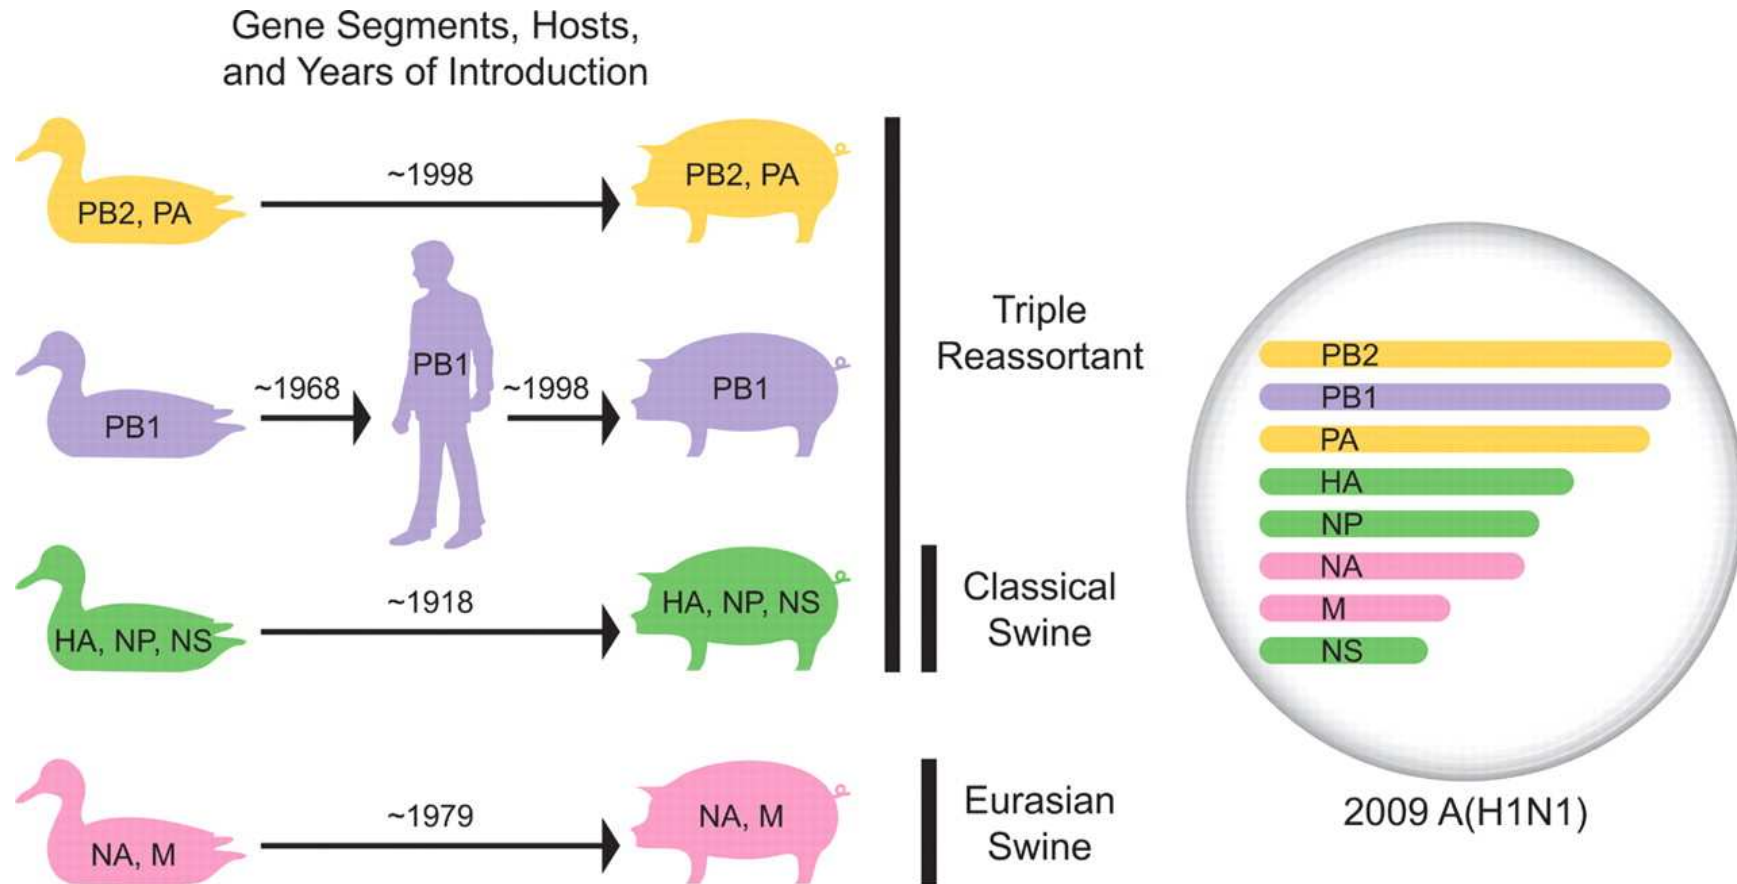 Gene Segments, Hosts,
and Years of Introduction
PB2, PA
~1998
PB2, PA
PB1
~1968
PB1
~1998
PB1
HA, NP, NS
~1918
HA, NP, NS
NA, M
~1979
NA, M
Triple
Reassortant
Classical
Swine
Eurasian
Swine
PB2
PB1
PA
HA
NP
NA
M
NS
2009 A(H1N1)